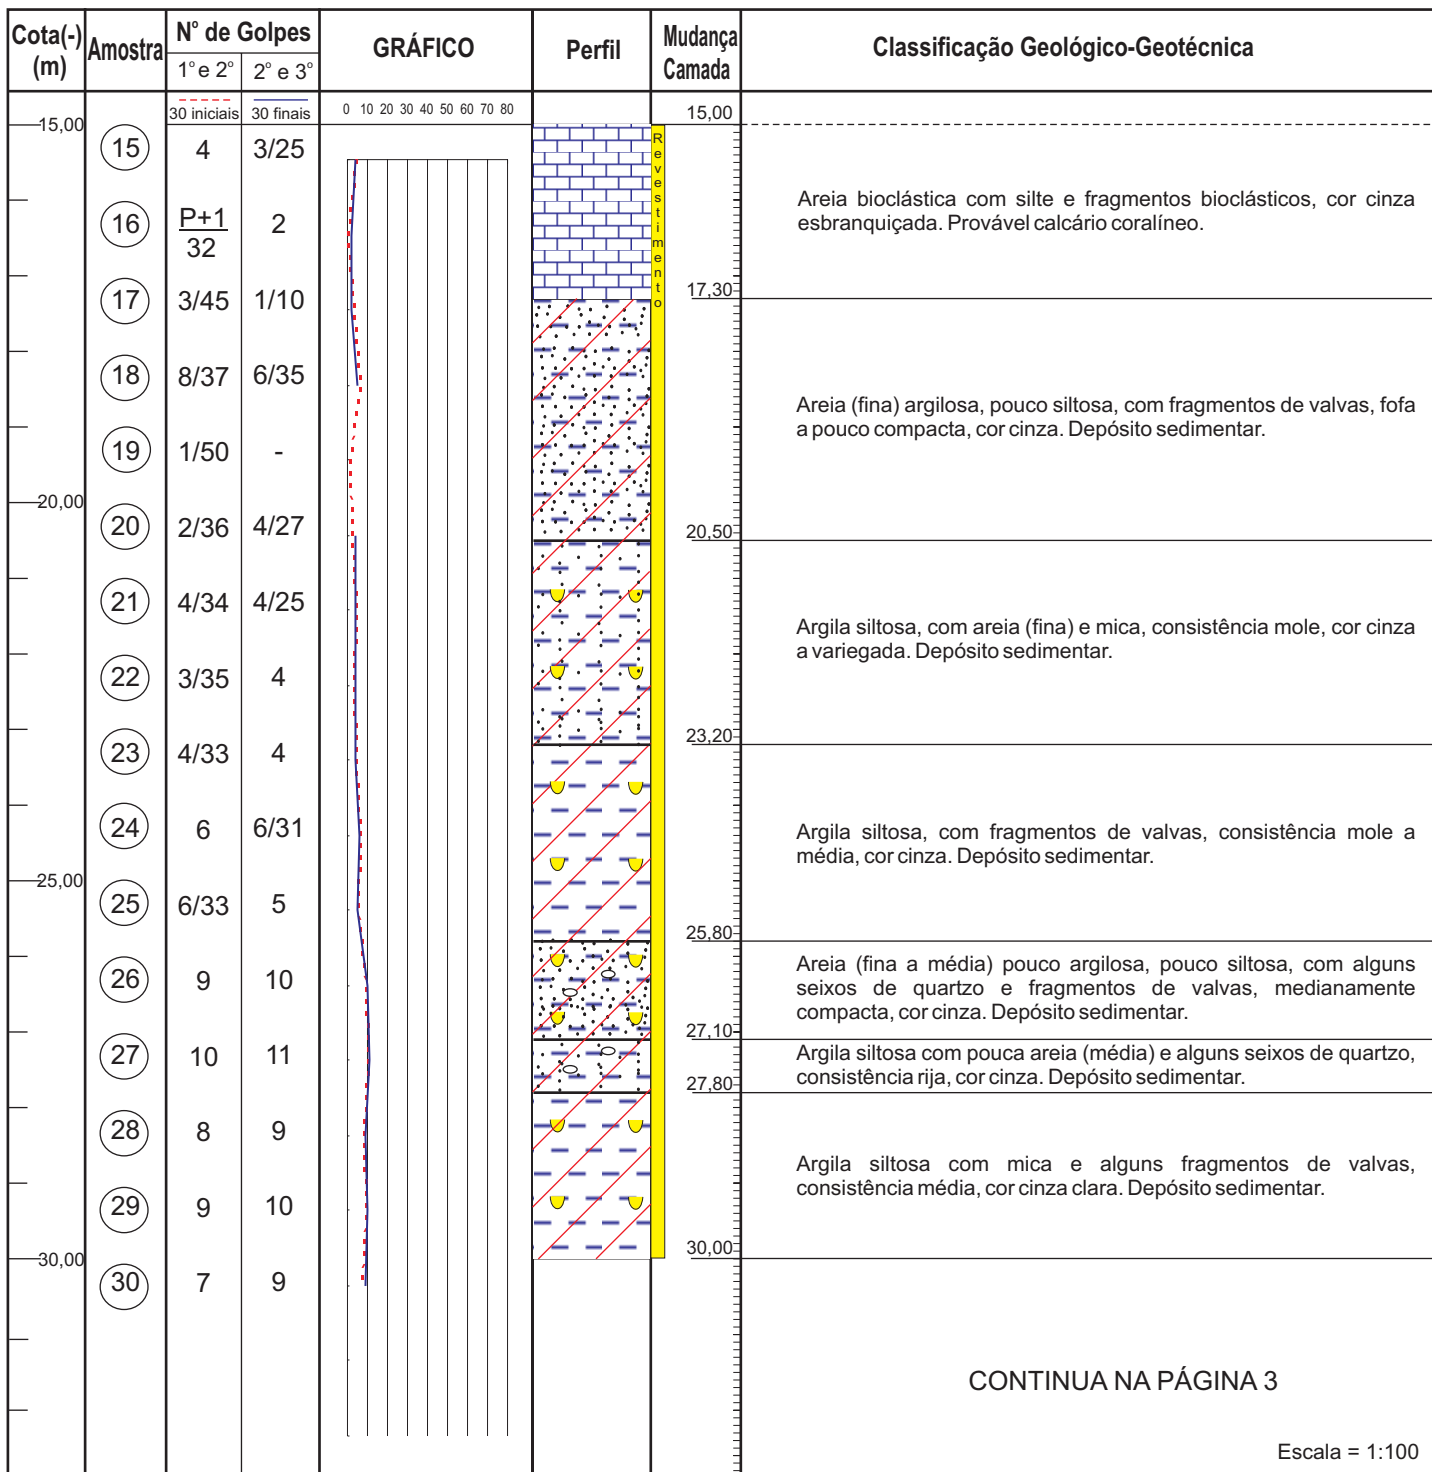 Cota(-)
(m)
Amostra
N° de Golpes
1° e 2°
2° e 3°
GRÁFICO
Perfil
Mudança
Camada
Classificação Geológico-Geotécnica
30 iniciais
30 finais
0 10 20 30 40 50 60 70 80
15,00
15,00
Revestimento
15 4 3/25
Areia bioclástica com silte e fragmentos bioclásticos, cor cinza
esbranquiçada. Provável calcário coralíneo.
16 P+1 2
32
17,30
17 3/45 1/10
18 8/37 6/35
Areia (fina) argilosa, pouco siltosa, com fragmentos de valvas, fofa
a pouco compacta, cor cinza. Depósito sedimentar.
19 1/50 -
20,00
20 2/36 4/27
20,50
21 4/34 4/25
Argila siltosa, com areia (fina) e mica, consistência mole, cor cinza
a variegada. Depósito sedimentar.
22 3/35 4
23,20
23 4/33 4
24 6 6/31
Argila siltosa, com fragmentos de valvas, consistência mole a
média, cor cinza. Depósito sedimentar.
25,00
25 6/33 5
25,80
Areia (fina a média) pouco argilosa, pouco siltosa, com alguns
seixos de quartzo e fragmentos de valvas, medianamente
compacta, cor cinza. Depósito sedimentar.
26 9 10
27,10
Argila siltosa com pouca areia (média) e alguns seixos de quartzo,
consistência rija, cor cinza. Depósito sedimentar.
27 10 11
27,80
28 8 9
Argila siltosa com mica e alguns fragmentos de valvas,
consistência média, cor cinza clara. Depósito sedimentar.
29 9 10
30,00
30,00
30 7 9
CONTINUA NA PÁGINA 3
Escala = 1:100